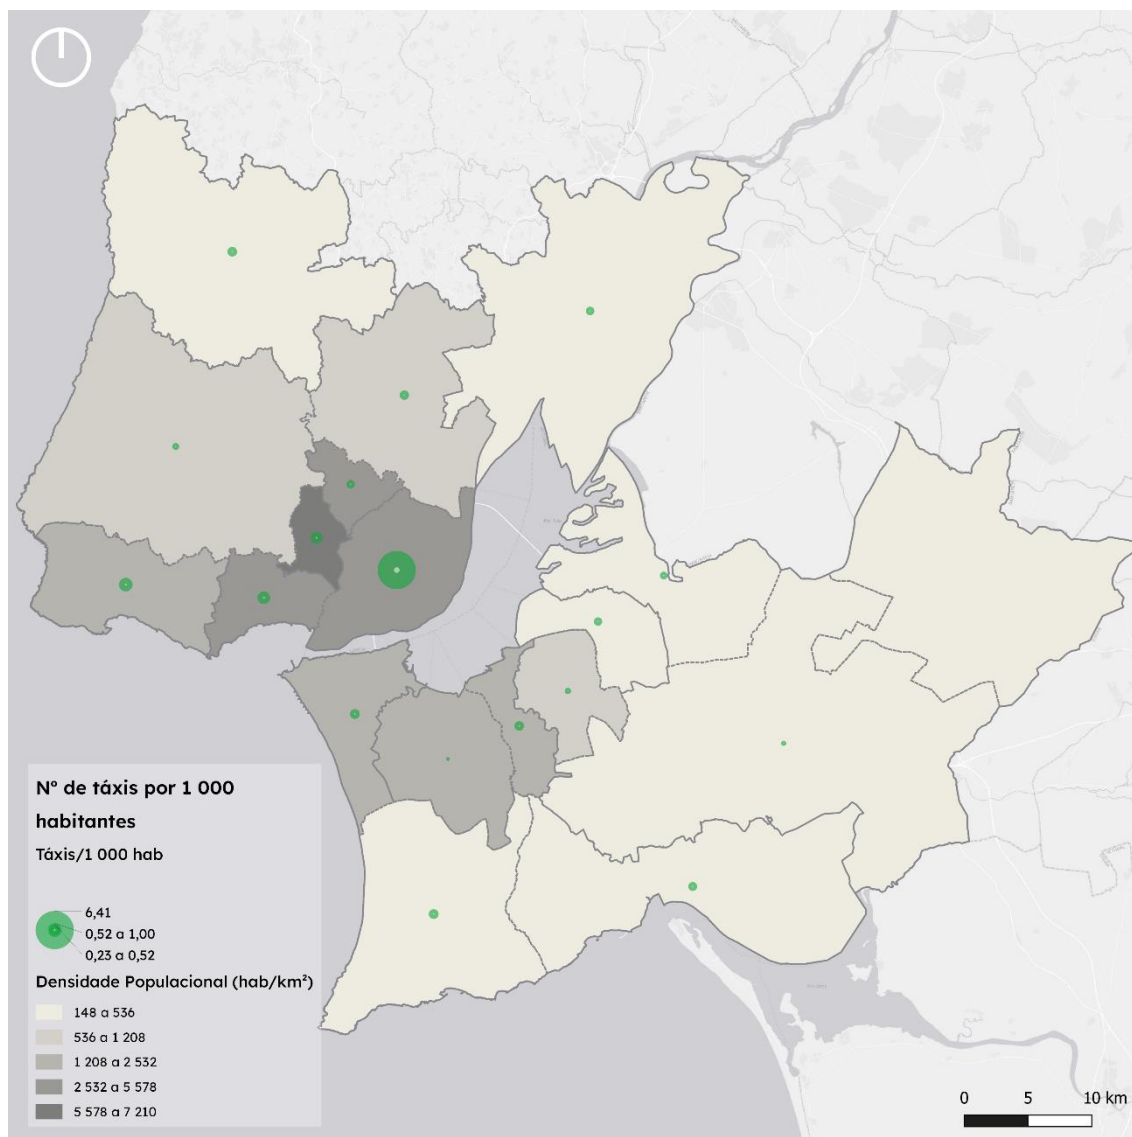 Nº de táxis por 1 000
habitantes
Táxis/1 000 hab
6,41
0,52 a 1,00
0,23 a 0,52
Densidade Populacional (hab/km²)
148 a 536
536 a 1 208
1 208 a 2 532
2 532 a 5 578
5 578 a 7 210
0 5 10 km